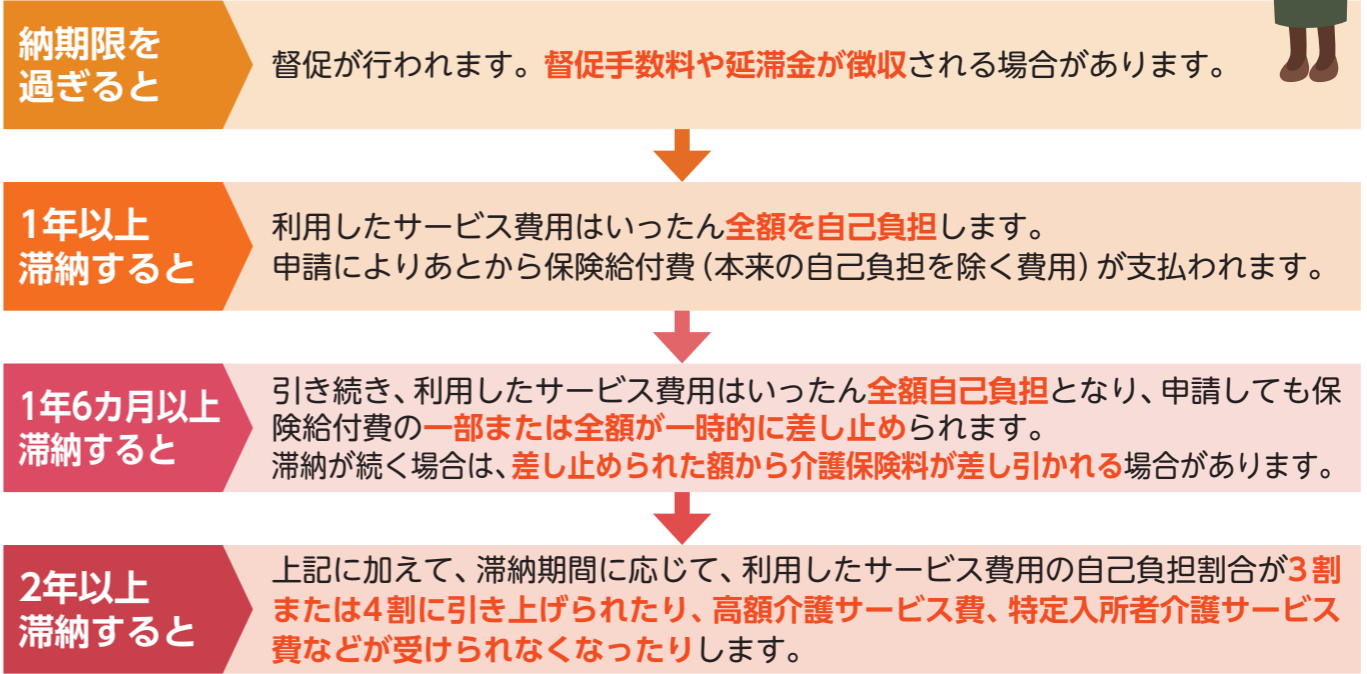 納期限を
過ぎると
督促が行われます。督促手数料や延滞金が徴収される場合があります。
1年以上
滞納すると
利用したサービス費用はいったん全額を自己負担します。
申請によりあとから保険給付費(本来の自己負担を除く費用)が支払われます。
1年6カ月以上
滞納すると
引き続き、利用したサービス費用はいったん全額自己負担となり、申請しても保
険給付費の一部または全額が一時的に差し止められます。
滞納が続く場合は、差し止められた額から介護保険料が差し引かれる場合があります。
2年以上
滞納すると
上記に加えて、滞納期間に応じて、利用したサービス費用の自己負担割合が3割
または4割に引き上げられたり、高額介護サービス費、特定入所者介護サービス
費などが受けられなくなったりします。